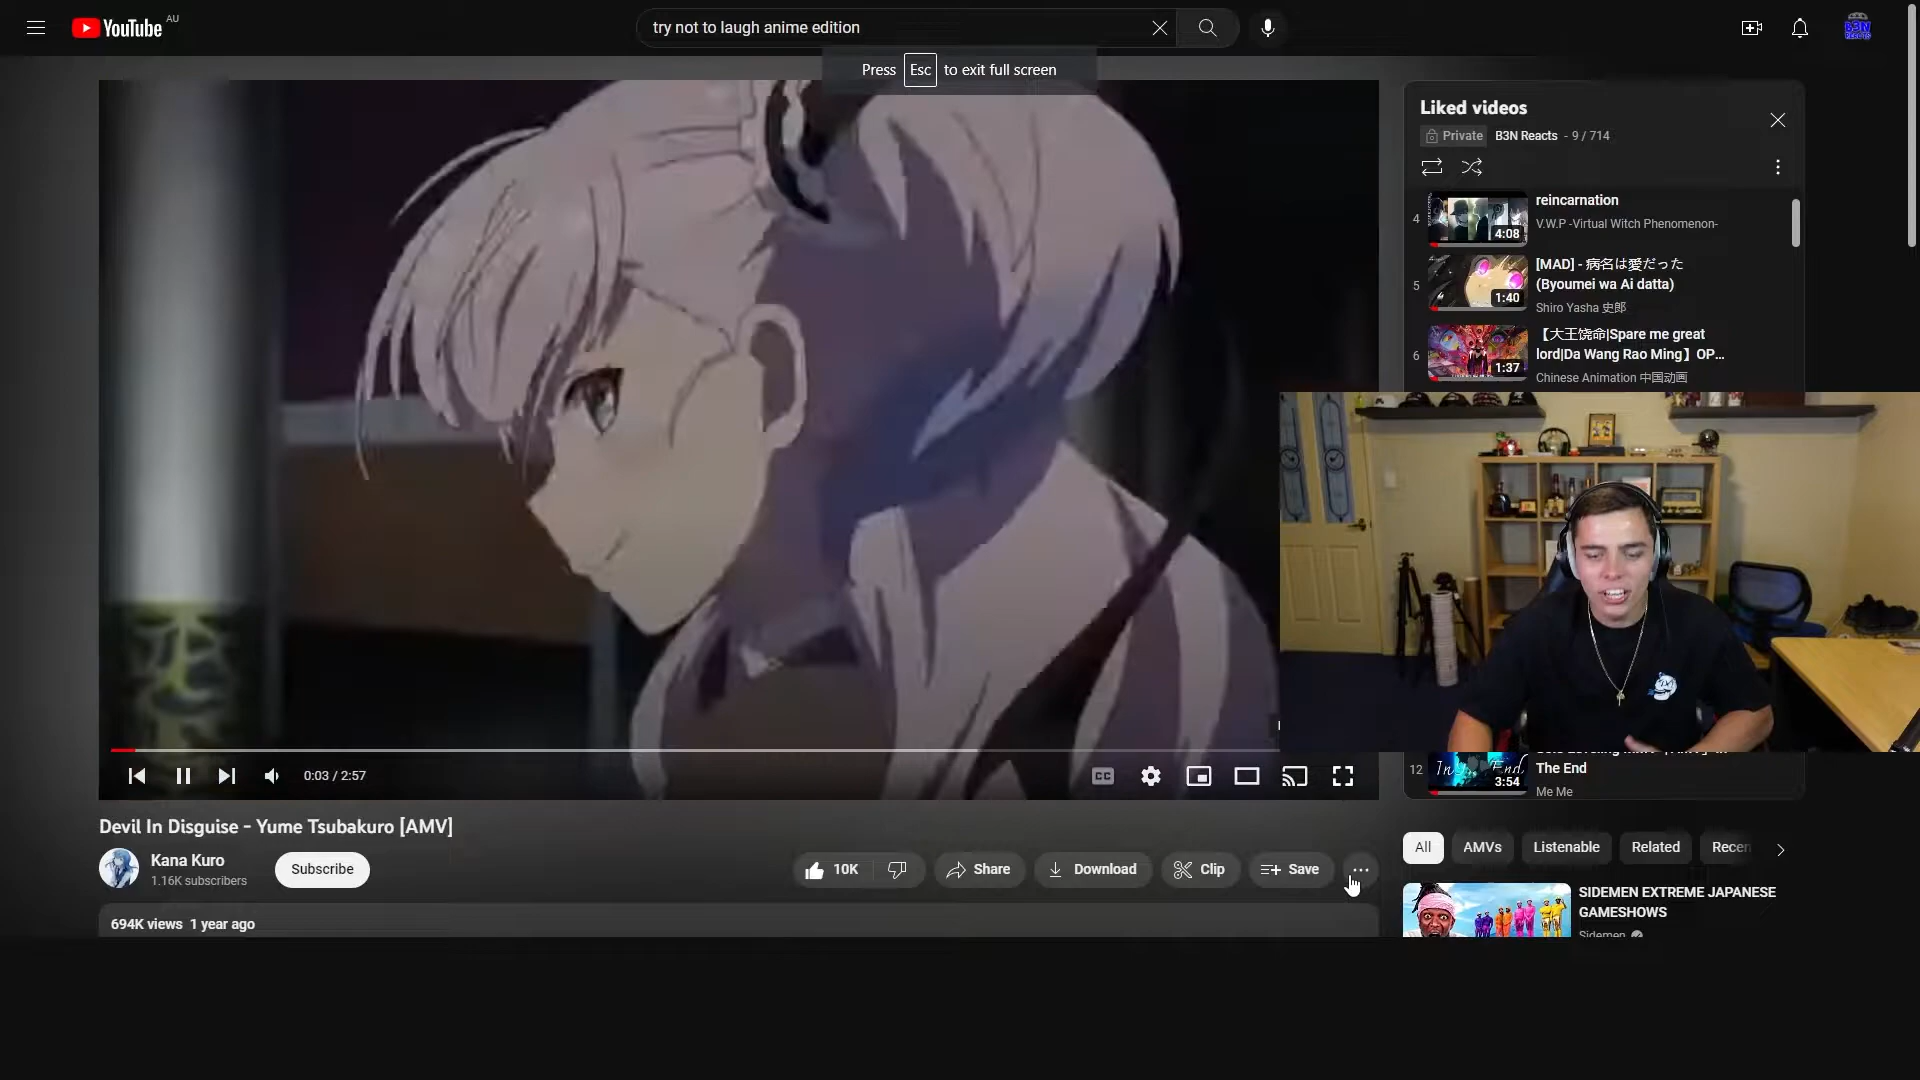 YouTube AU
try not to laugh anime edition
Press Esc to exit full screen
Liked videos
Private B3N Reacts - 9 / 714
4
4:08
reincarnation
V.W.P -Virtual Witch Phenomenon-
5
1:40
[MAD] - 病名は愛だった
(Byoumei wa Ai datta)
Shiro Yasha 史郎
6
1:37
【大王饶命|Spare me great
lord|Da Wang Rao Ming】OP...
Chinese Animation 中国动画
12
3:54
The End
Me Me
0:03 / 2:57
CC
Devil In Disguise - Yume Tsubakuro [AMV]
Kana Kuro
1.16K subscribers
Subscribe
10K
Share
Download
Clip
Save
694K views 1 year ago
All
AMVs
Listenable
Related
Recen
SIDEMEN EXTREME JAPANESE
GAMESHOWS
Sidemen